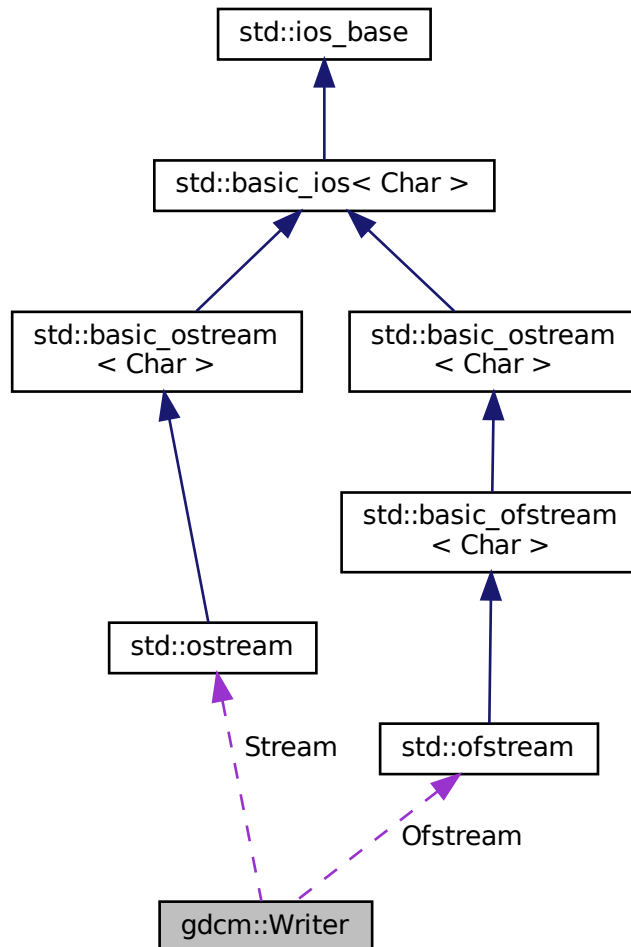 std::ios_base
std::basic_ios< Char >
std::basic_ostream
< Char >
std::basic_ostream
< Char >
std::basic_ofstream
< Char >
std::ostream
std::ofstream
Stream
Ofstream
gdcm::Writer